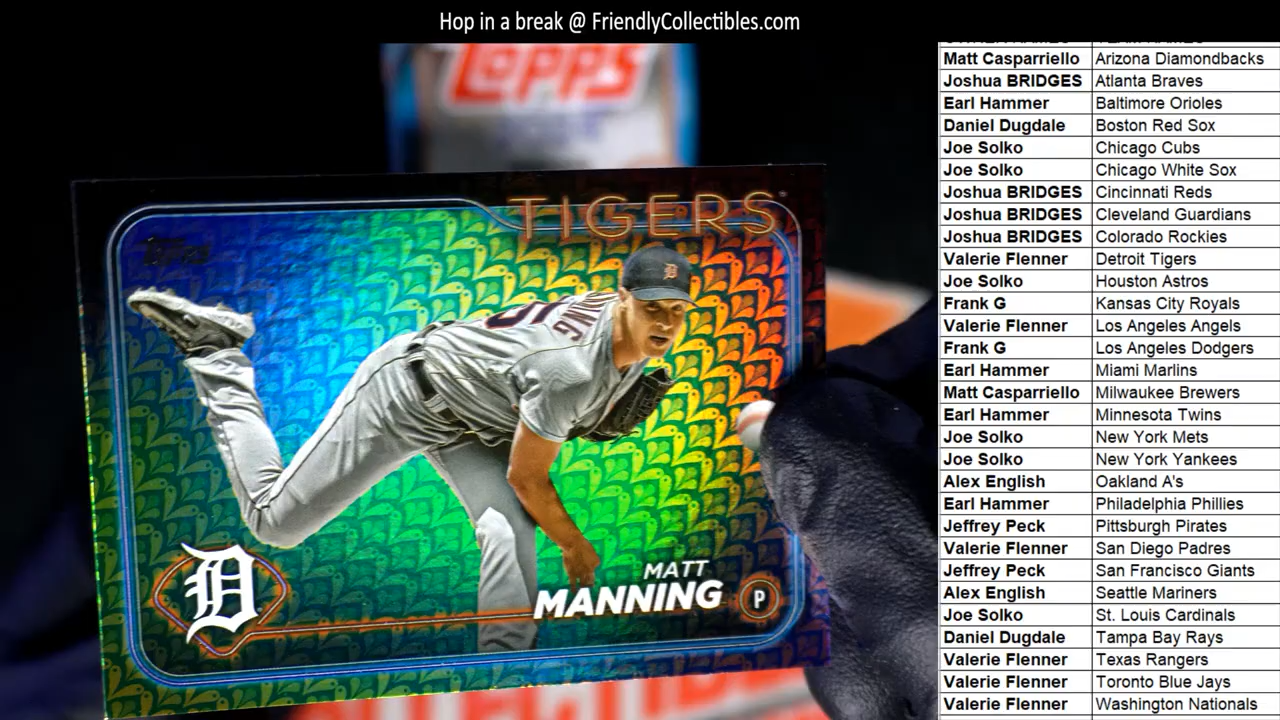 Hop in a break @ FriendlyCollectibles.com
TOPPS
TIGERS
MATT
MANNING
P
D
Matt Casparriello Arizona Diamondbacks
Joshua BRIDGES Atlanta Braves
Earl Hammer Baltimore Orioles
Daniel Dugdale Boston Red Sox
Joe Solko Chicago Cubs
Joe Solko Chicago White Sox
Joshua BRIDGES Cincinnati Reds
Joshua BRIDGES Cleveland Guardians
Joshua BRIDGES Colorado Rockies
Valerie Flenner Detroit Tigers
Joe Solko Houston Astros
Frank G Kansas City Royals
Valerie Flenner Los Angeles Angels
Frank G Los Angeles Dodgers
Earl Hammer Miami Marlins
Matt Casparriello Milwaukee Brewers
Earl Hammer Minnesota Twins
Joe Solko New York Mets
Joe Solko New York Yankees
Alex English Oakland A's
Earl Hammer Philadelphia Phillies
Jeffrey Peck Pittsburgh Pirates
Valerie Flenner San Diego Padres
Jeffrey Peck San Francisco Giants
Alex English Seattle Mariners
Joe Solko St. Louis Cardinals
Daniel Dugdale Tampa Bay Rays
Valerie Flenner Texas Rangers
Valerie Flenner Toronto Blue Jays
Valerie Flenner Washington Nationals